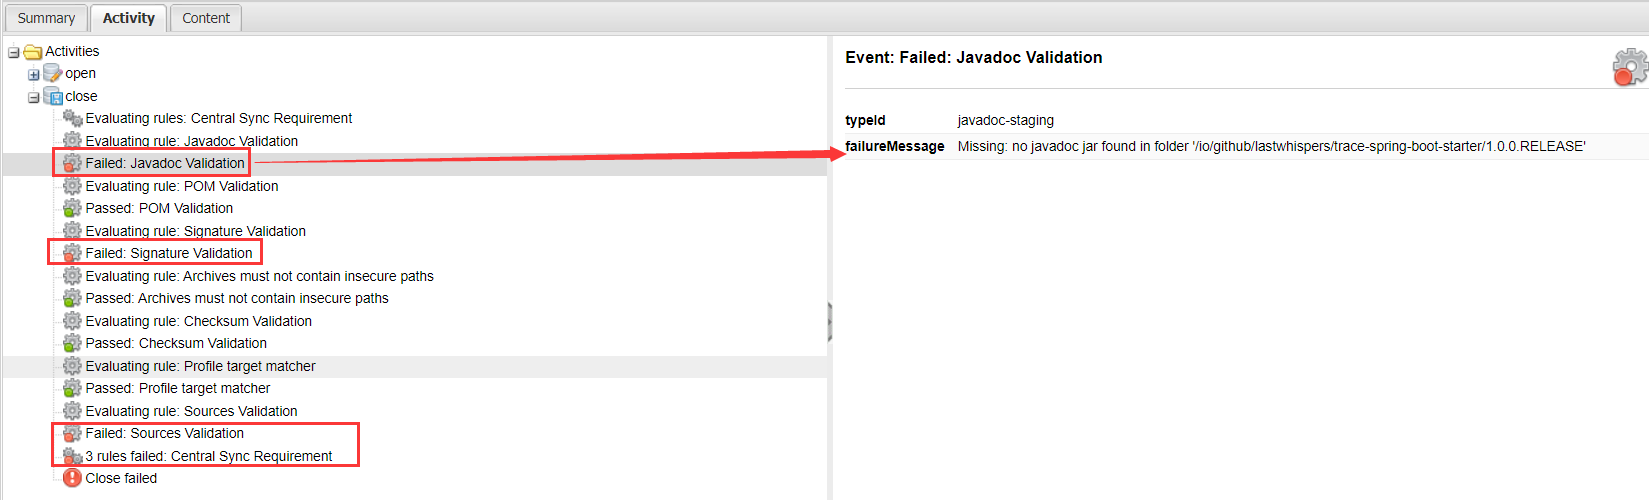 Summary Activity Content
Activities
open
close
Evaluating rules: Central Sync Requirement
Evaluating rule: Javadoc Validation
Failed: Javadoc Validation
Evaluating rule: POM Validation
Passed: POM Validation
Evaluating rule: Signature Validation
Failed: Signature Validation
Evaluating rule: Archives must not contain insecure paths
Passed: Archives must not contain insecure paths
Evaluating rule: Checksum Validation
Passed: Checksum Validation
Evaluating rule: Profile target matcher
Passed: Profile target matcher
Evaluating rule: Sources Validation
Failed: Sources Validation
3 rules failed: Central Sync Requirement
Close failed
Event: Failed: Javadoc Validation
typeId javadoc-staging
failureMessage Missing: no javadoc jar found in folder '/io/github/lastwhispers/trace-spring-boot-starter/1.0.0.RELEASE'